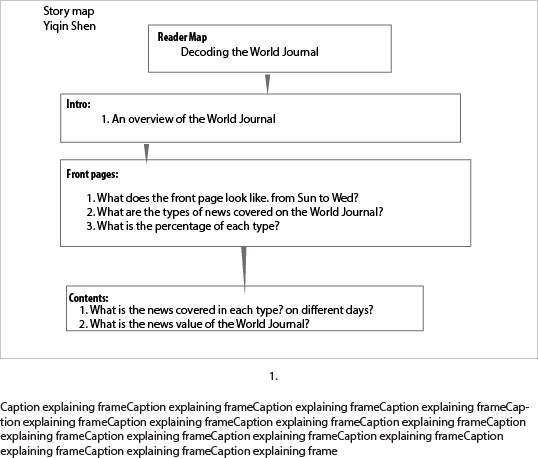 Story map
Yiqin Shen
Reader Map
Decoding the World Journal
Intro:
1. An overview of the World Journal
Front pages:
1. What does the front page look like. from Sun to Wed?
2. What are the types of news covered on the World Journal?
3. What is the percentage of each type?
Contents:
1. What is the news covered in each type? on different days?
2. What is the news value of the World Journal?
1.
Caption explaining frameCaption explaining frameCaption explaining frameCaption explaining frameCap-
tion explaining frameCaption explaining frameCaption explaining frameCaption explaining frameCaption
explaining frameCaption explaining frameCaption explaining frameCaption explaining frameCaption
explaining frameCaption explaining frameCaption explaining frame